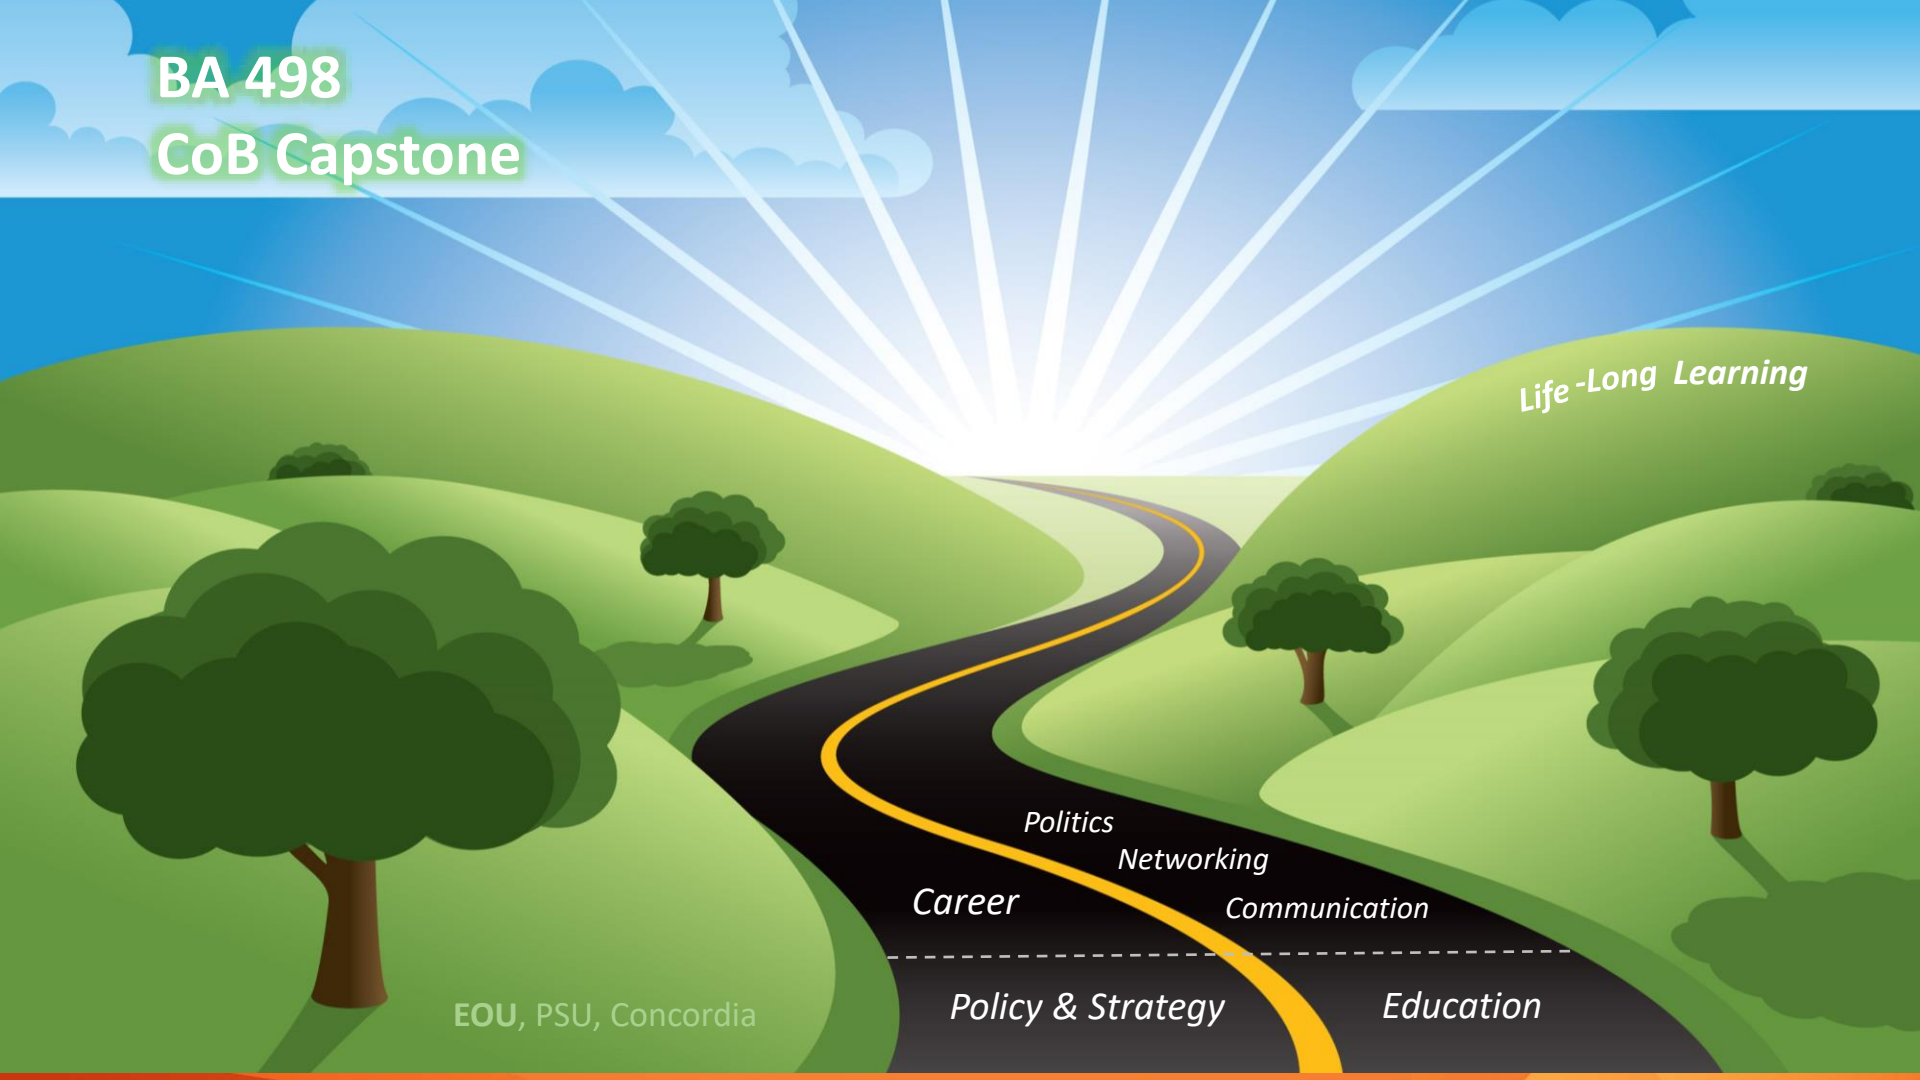 BA 498
CoB Capstone
Life-Long Learning
Politics
Networking
Career
Communication
Policy & Strategy
Education
EOU, PSU, Concordia